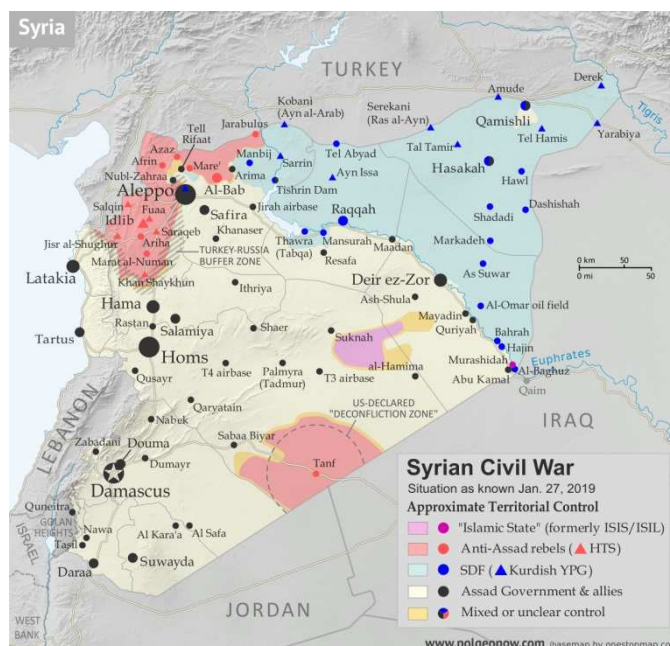 Syria
TURKEY
Derek
Amude
Tigris
Kobani
(Ayn al-Arab)
Serekani
(Ras al-Ayn)
Qamishli
Tell
Rifaat
Jarabulus
Tel Hamis
Yarabiya
Azaz
Manbij
Tel Abyad
Tal Tamir
Afrin
Mare'
Sarrin
Hasakah
Nubl-Zahraa
Arima
Ayn Issa
Hawl
Aleppo
Al-Bab
Tishrin Dam
Salqin
Fuaa
Safira
Jirah airbase
Raqqah
Shadadi
Dashishah
Idlib
Saraqeb
Khanaser
Jisr al-Shughur
Ariha
TURKEY-RUSSIA
BUFFER ZONE
Thawra
(Tabqa)
Mansurah
Resafa
Maadan
Markadeh
Marat al-Numan
As Suwar
Latakia
Khan Shaykhun
Ithriya
Deir ez-Zor
Ash-Shula
0 km 50
0 mi 50
Hama
Al-Omar oil field
Rastan
Salamiya
Shaer
Mayadin
Quriyah
Tartus
Suknah
Bahrah
Hajin
Homs
al-Hamima
Murashidah
Euphrates
Qusayr
T4 airbase
Palmyra
(Tadmur)
T3 airbase
Abu Kamal
Al-Baghuz
Qaim
Qaryatain
US-DECLARED
"DECONFLICTION ZONE"
IRAQ
LEBANON
Nabek
Zabadani
Douma
Sabaa Biyar
Dumayr
Tanf
Damascus
Quneitra
GOLAN
HEIGHTS
Nawa
Al Kara'a
Al Safa
Tasil
ISRAEL
Daraa
Suwayda
WEST
BANK
JORDAN
Syrian Civil War
Situation as known Jan. 27, 2019
Approximate Territorial Control
"Islamic State" (formerly ISIS/ISIL)
Anti-Assad rebels (▲ HTS)
SDF (▲ Kurdish YPG)
Assad Government & allies
Mixed or unclear control
www.polgeonow.com